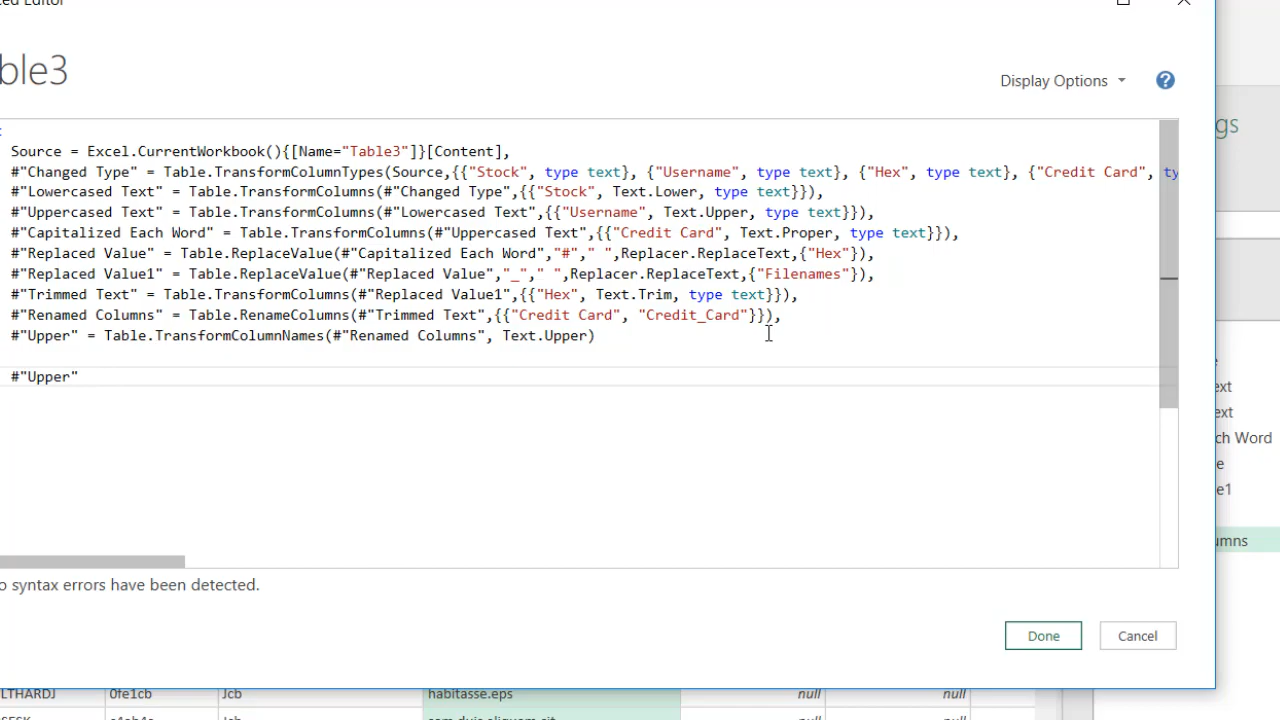 ed Editor
ble3
Display Options
?
gs
Source = Excel.CurrentWorkbook(){[Name="Table3"]}[Content],
#"Changed Type" = Table.TransformColumnTypes(Source,{{"Stock", type text}, {"Username", type text}, {"Hex", type text}, {"Credit Card", ty
#"Lowercased Text" = Table.TransformColumns(#"Changed Type",{{"Stock", Text.Lower, type text}}),
#"Uppercased Text" = Table.TransformColumns(#"Lowercased Text",{{"Username", Text.Upper, type text}}),
#"Capitalized Each Word" = Table.TransformColumns(#"Uppercased Text",{{"Credit Card", Text.Proper, type text}}),
#"Replaced Value" = Table.ReplaceValue(#"Capitalized Each Word","#"," ",Replacer.ReplaceText,{"Hex"}),
#"Replaced Value1" = Table.ReplaceValue(#"Replaced Value","_"," ",Replacer.ReplaceText,{"Filenames"}),
#"Trimmed Text" = Table.TransformColumns(#"Replaced Value1",{{"Hex", Text.Trim, type text}}),
#"Renamed Columns" = Table.RenameColumns(#"Trimmed Text",{{"Credit Card", "Credit_Card"}}),
#"Upper" = Table.TransformColumnNames(#"Renamed Columns", Text.Upper)
#"Upper"
ext
ext
ch Word
e
e1
umns
o syntax errors have been detected.
Done
Cancel
LTHARDJ 0fe1cb Jcb habitasse.eps null null